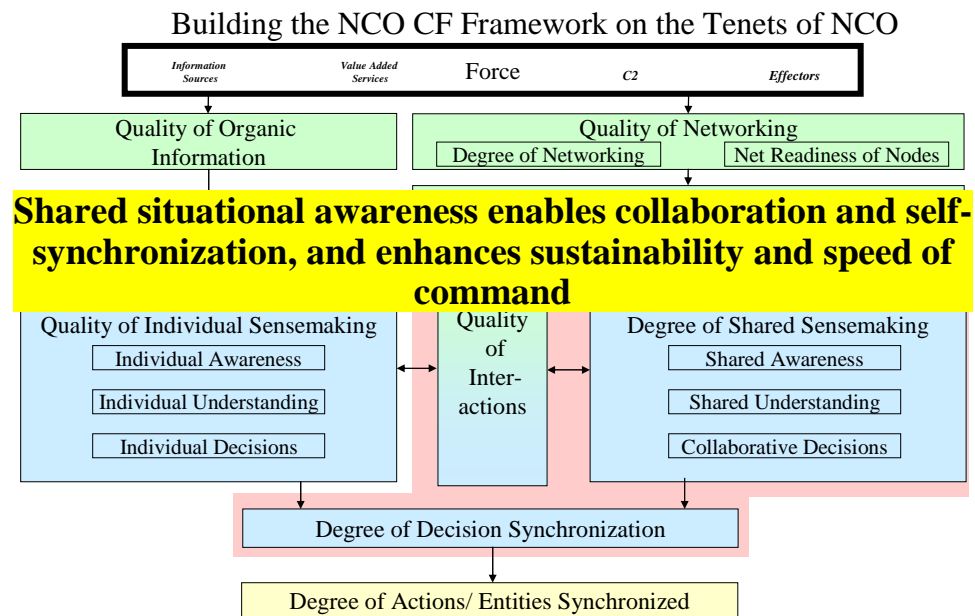 Building the NCO CF Framework on the Tenets of NCO
Information
Sources
Value Added
Services
Force
C2
Effectors
Quality of Organic
Information
Quality of Networking
Degree of Networking
Net Readiness of Nodes
Shared situational awareness enables collaboration and self-
synchronization, and enhances sustainability and speed of
command
Quality of Individual Sensemaking
Individual Awareness
Individual Understanding
Individual Decisions
Quality
of
Inter-
actions
Degree of Shared Sensemaking
Shared Awareness
Shared Understanding
Collaborative Decisions
Degree of Decision Synchronization
Degree of Actions/ Entities Synchronized